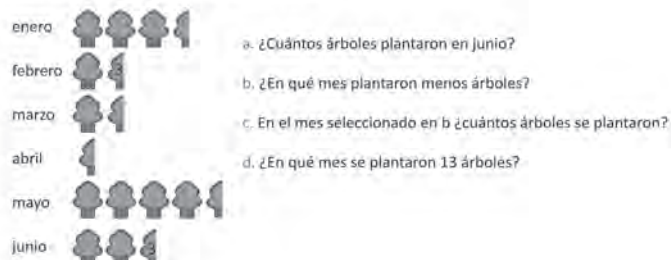 enero
febrero
marzo
abril
mayo
junio
a. ¿Cuántos árboles plantaron en junio?
b. ¿En qué mes plantaron menos árboles?
c. En el mes seleccionado en b ¿cuántos árboles se plantaron?
d. ¿En qué mes se plantaron 13 árboles?